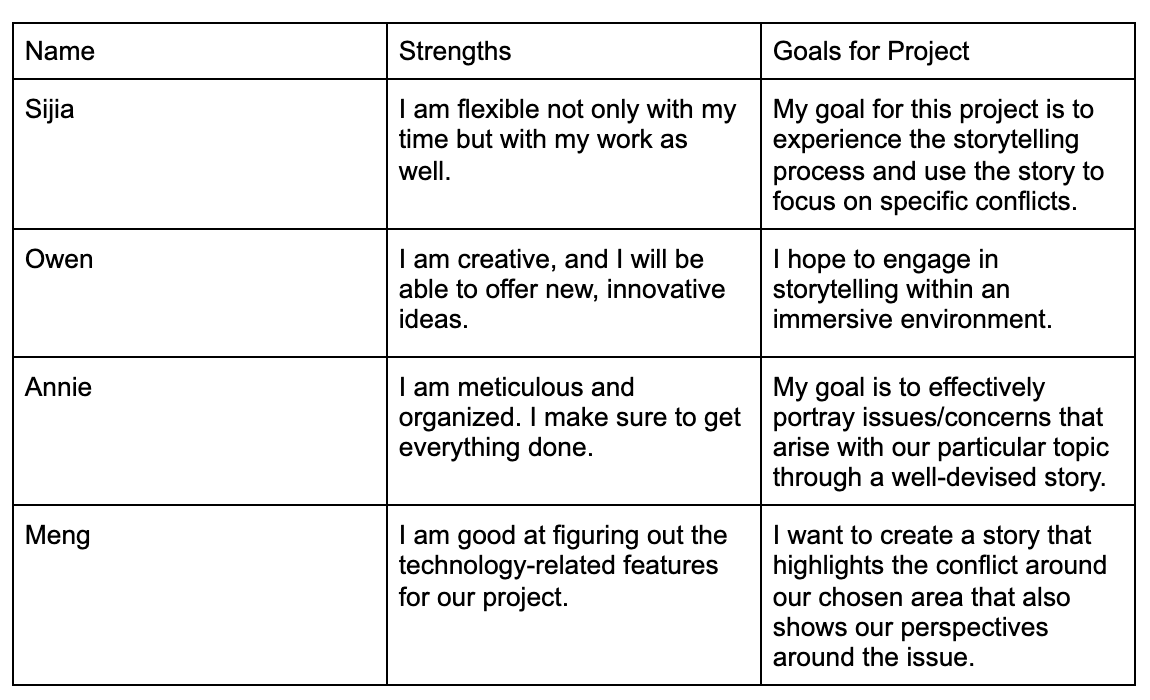 Name
Strengths
Goals for Project
Sijia
I am flexible not only with my
time but with my work as
well.
My goal for this project is to
experience the storytelling
process and use the story to
focus on specific conflicts.
Owen
I am creative, and I will be
able to offer new, innovative
ideas.
I hope to engage in
storytelling within an
immersive environment.
Annie
I am meticulous and
organized. I make sure to get
everything done.
My goal is to effectively
portray issues/concerns that
arise with our particular topic
through a well-devised story.
Meng
I am good at figuring out the
technology-related features
for our project.
I want to create a story that
highlights the conflict around
our chosen area that also
shows our perspectives
around the issue.